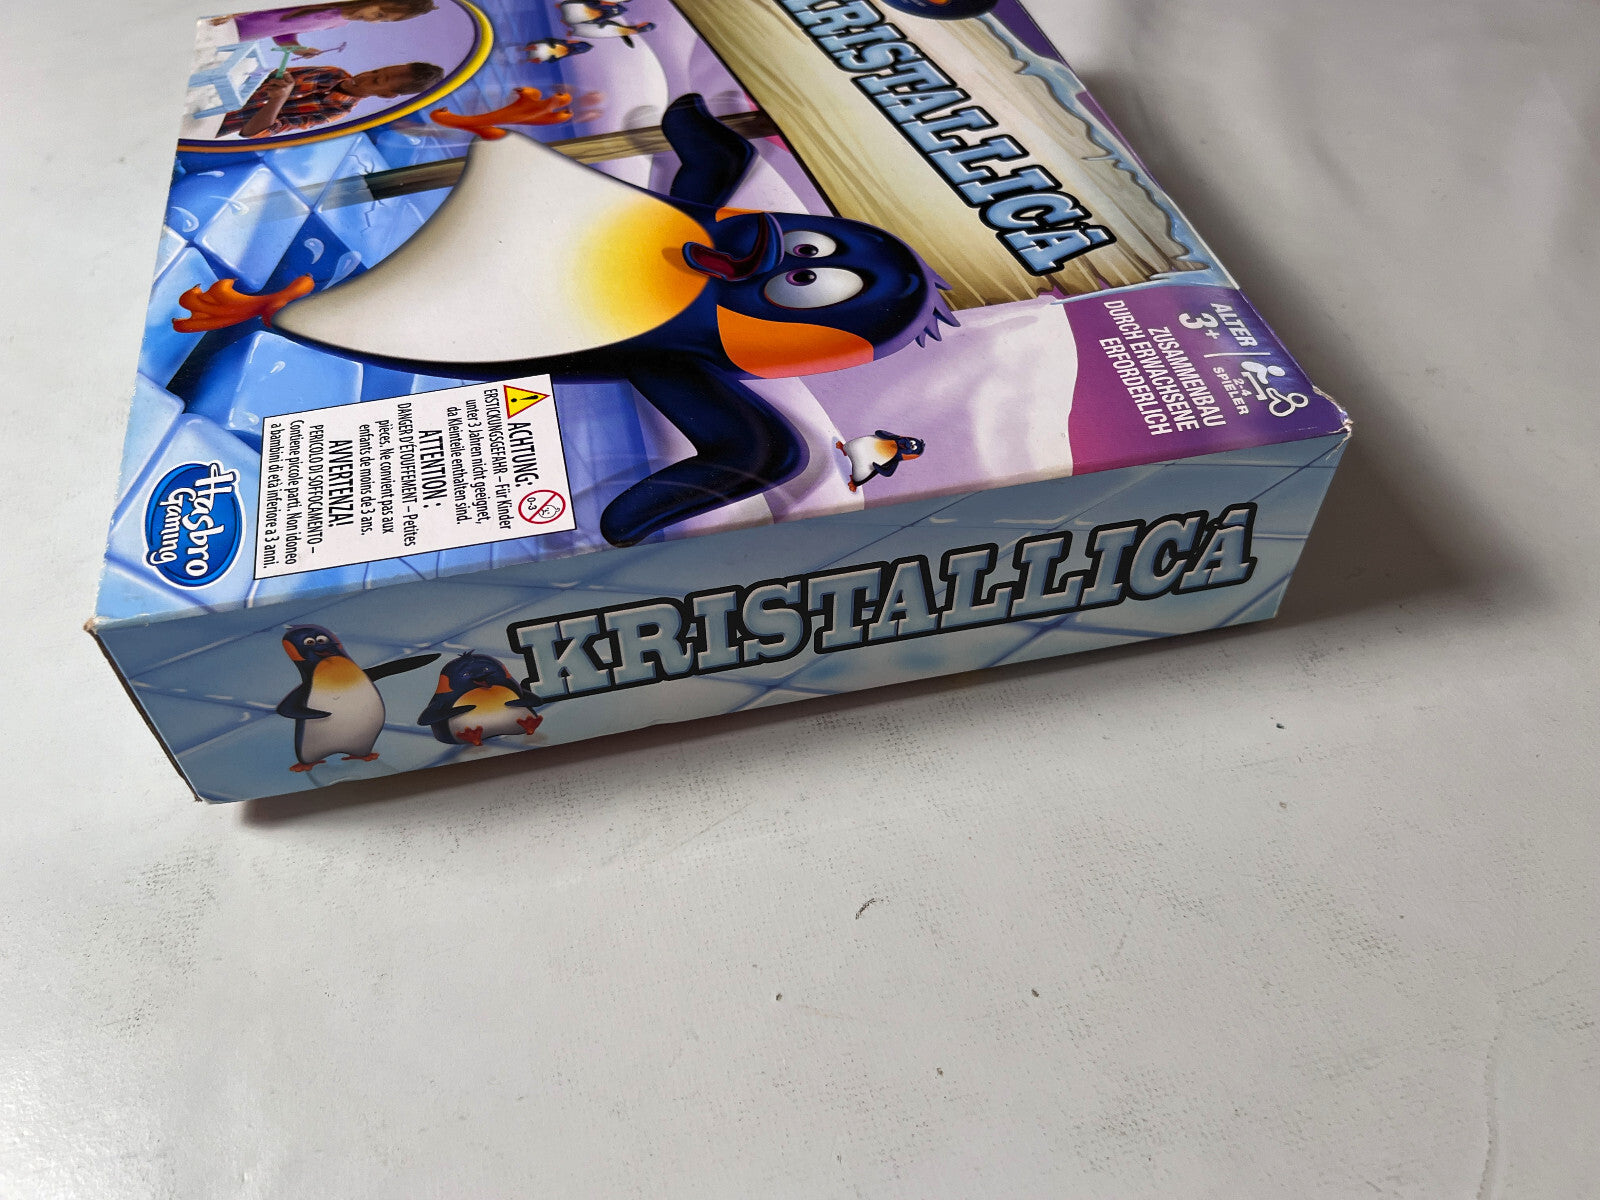 KRISTALLICA
ALTER
3+
2-4
SPIELER
ZUSAMMENBAU
DURCH ERWACHSENE
ERFORDERLICH
ACHTUNG:
ERSTICKUNGSGEFAHR – Für Kinder
unter 3 Jahren nicht geeignet,
da Kleinteile enthalten sind.
0-3
ATTENTION :
DANGER D'ÉTOUFFEMENT – Petites
pièces. Ne convient pas aux
enfants de moins de 3 ans.
AVVERTENZA!
PERICOLO DI SOFFOCAMENTO –
Contiene piccole parti. Non idoneo
a bambini di età inferiore a 3 anni.
Hasbro
Gaming
KRISTALLICA